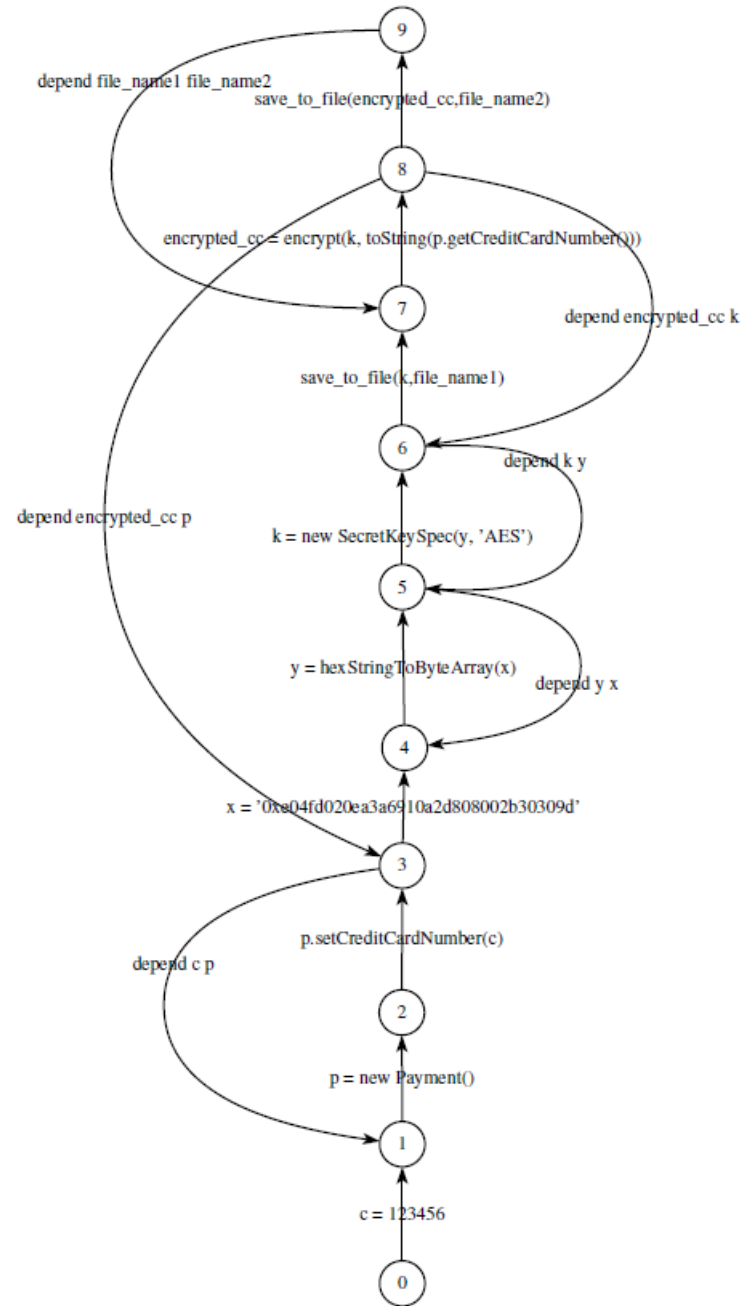 9
depend file_name1 file_name2
save_to_file(encrypted_cc,file_name2)
8
encrypted_cc = encrypt(k, toString(p.getCreditCardNumber()))
7
depend encrypted_cc k
save_to_file(k,file_name1)
6
depend k y
depend encrypted_cc p
k = new SecretKeySpec(y, 'AES')
5
y = hexStringToByteArray(x)
depend y x
4
x = '0xe04fd020ea3a6910a2d808002b30309d'
3
p.setCreditCardNumber(c)
depend c p
2
p = new Payment()
1
c = 123456
0